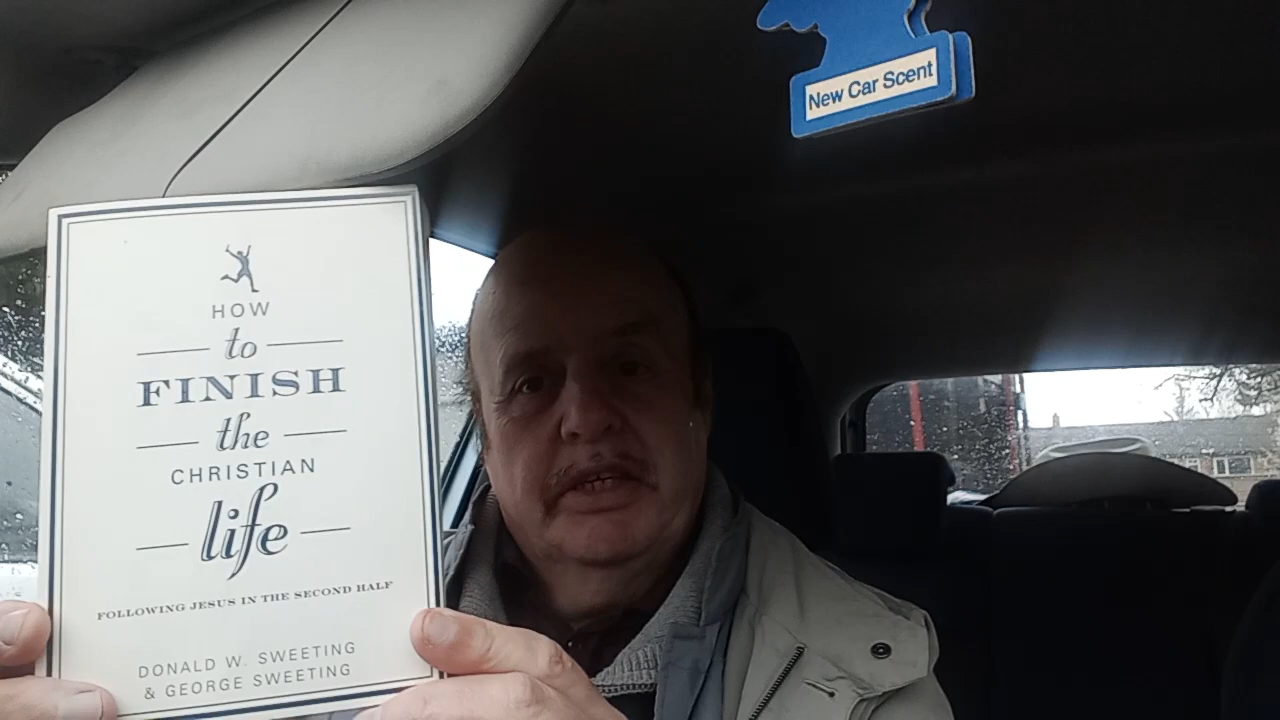 HOW
to
FINISH
the
CHRISTIAN
life
FOLLOWING JESUS IN THE SECOND HALF
DONALD W. SWEETING
& GEORGE SWEETING
New Car Scent